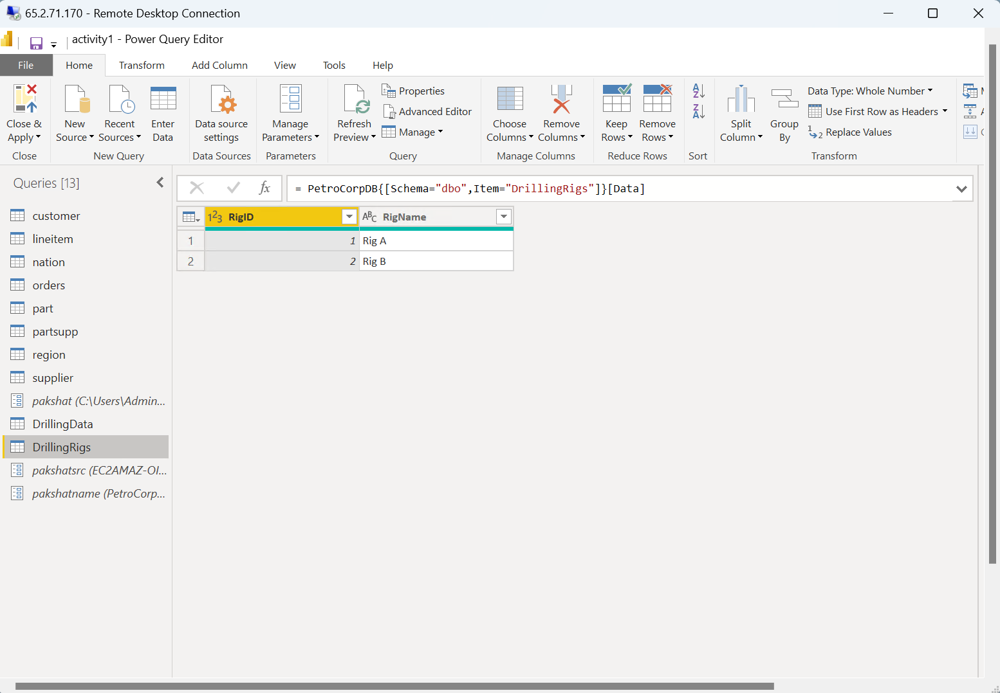 65.2.71.170 - Remote Desktop Connection
activity1 - Power Query Editor
File Home Transform Add Column View Tools Help
Close & Apply
Close
New Source
Recent Sources
Enter Data
New Query
Data source settings
Data Sources
Manage Parameters
Parameters
Refresh Preview
Properties
Advanced Editor
Manage
Query
Choose Columns
Remove Columns
Manage Columns
Keep Rows
Remove Rows
Reduce Rows
Sort
Split Column
Group By
Data Type: Whole Number
Use First Row as Headers
Replace Values
Transform
Queries [13]
customer
lineitem
nation
orders
part
partsupp
region
supplier
pakshat (C:\Users\Admin...
DrillingData
DrillingRigs
pakshatsrc (EC2AMAZ-OI...
pakshatname (PetroCorp...
fx
= PetroCorpDB{[Schema="dbo",Item="DrillingRigs"]}[Data]
123 RigID ABC RigName
1 1 Rig A
2 2 Rig B